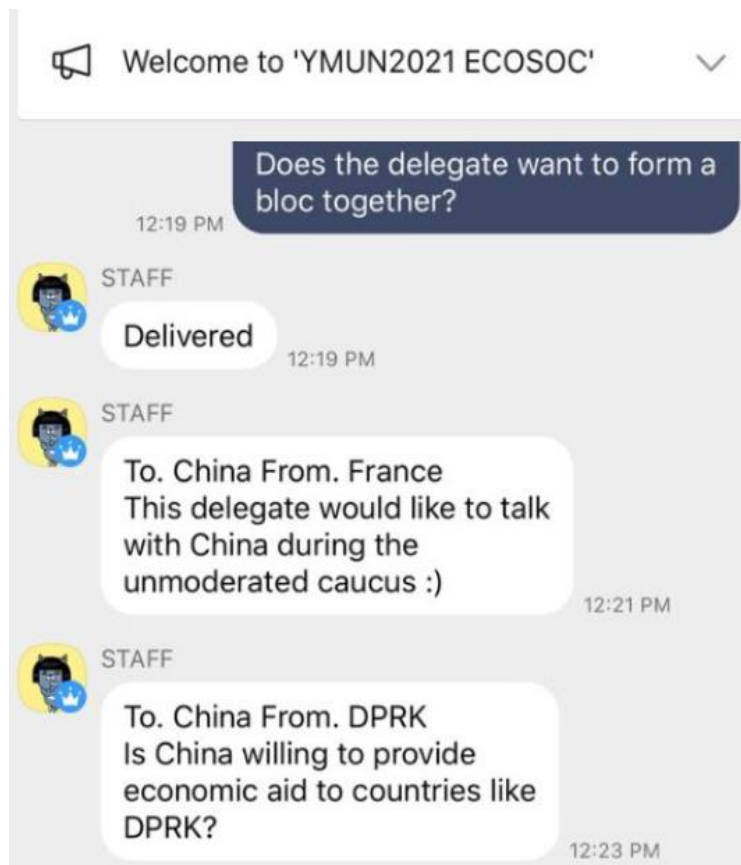 Welcome to 'YMUN2021 ECOSOC'
Does the delegate want to form a
bloc together?
12:19 PM
STAFF
Delivered
12:19 PM
STAFF
To. China From. France
This delegate would like to talk
with China during the
unmoderated caucus :)
12:21 PM
STAFF
To. China From. DPRK
Is China willing to provide
economic aid to countries like
DPRK?
12:23 PM